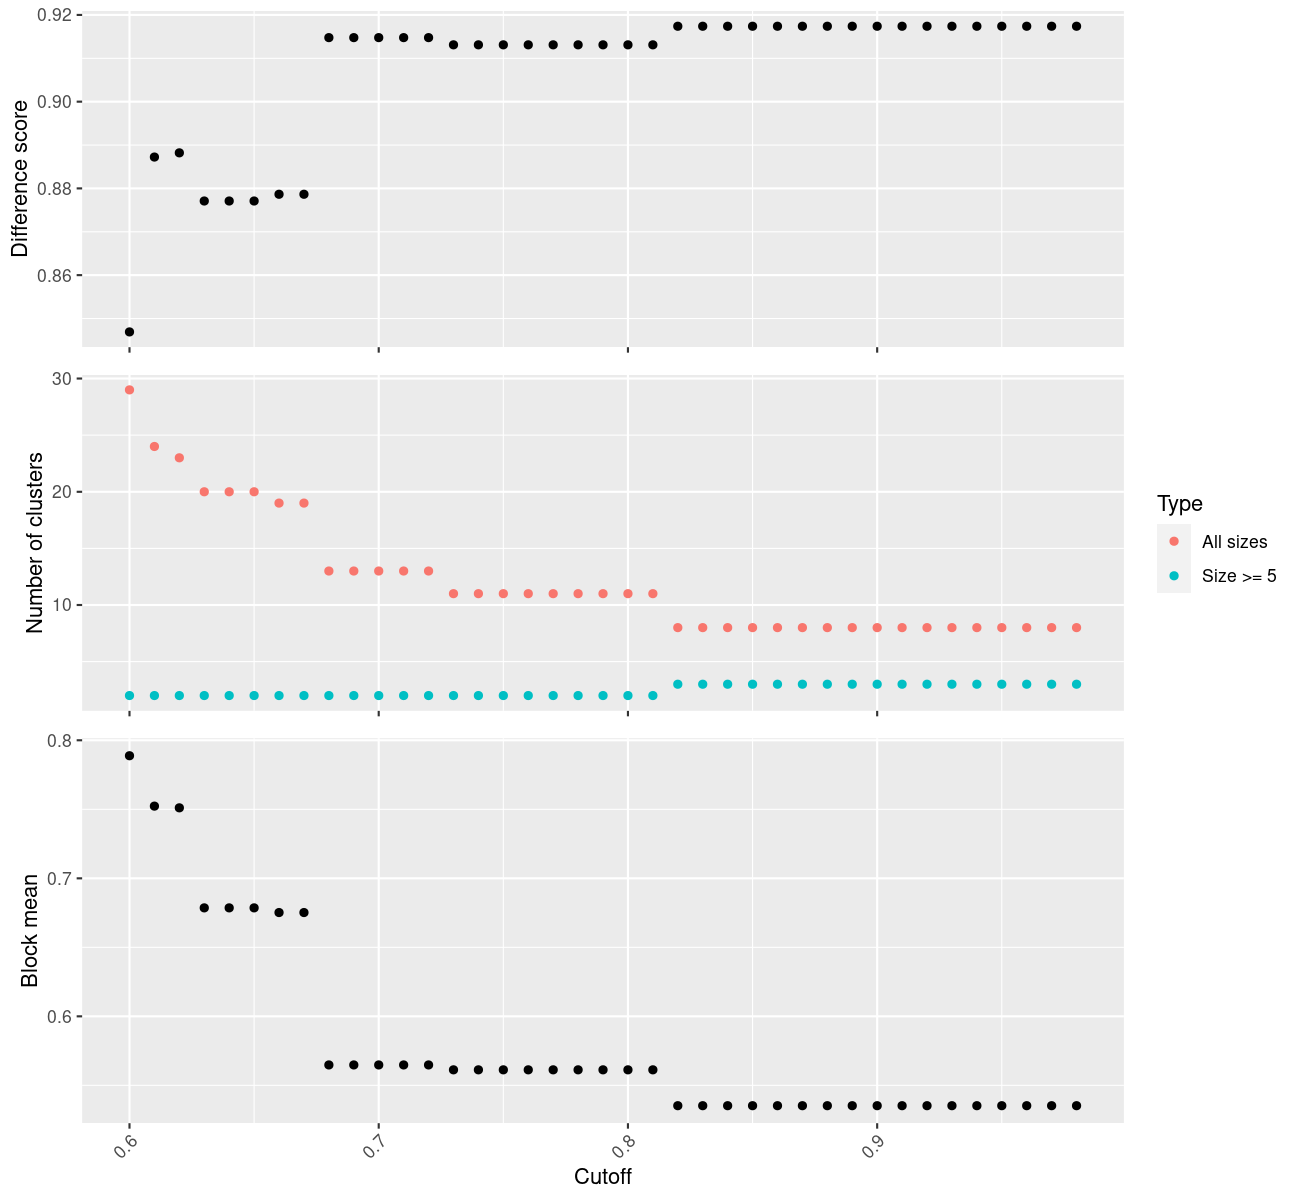 Difference score
0.92
0.90
0.88
0.86
Number of clusters
30
20
10
Type
All sizes
Size >= 5
Block mean
0.8
0.7
0.6
0.6
0.7
0.8
0.9
Cutoff